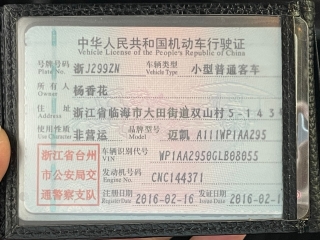 中华人民共和国机动车行驶证
Vehicle License of the People's Republic of China
号牌号码 浙J299ZN 车辆类型 小型普通客车
Plate No. Vehicle Type
所有人 杨香花
Owner
住址 浙江省临海市大田街道双山村5-143
Address
使用性质 非营运 品牌型号 迈凯 A111WP1AA295
Use Character Model
浙江省台州
市公安局交
通警察支队
车辆识别代号 WP1AA2950GLB08055
VIN
发动机号码 CNC144371
Engine No.
注册日期 2016-02-16 发证日期 2016-02-1
Register Date Issue Date